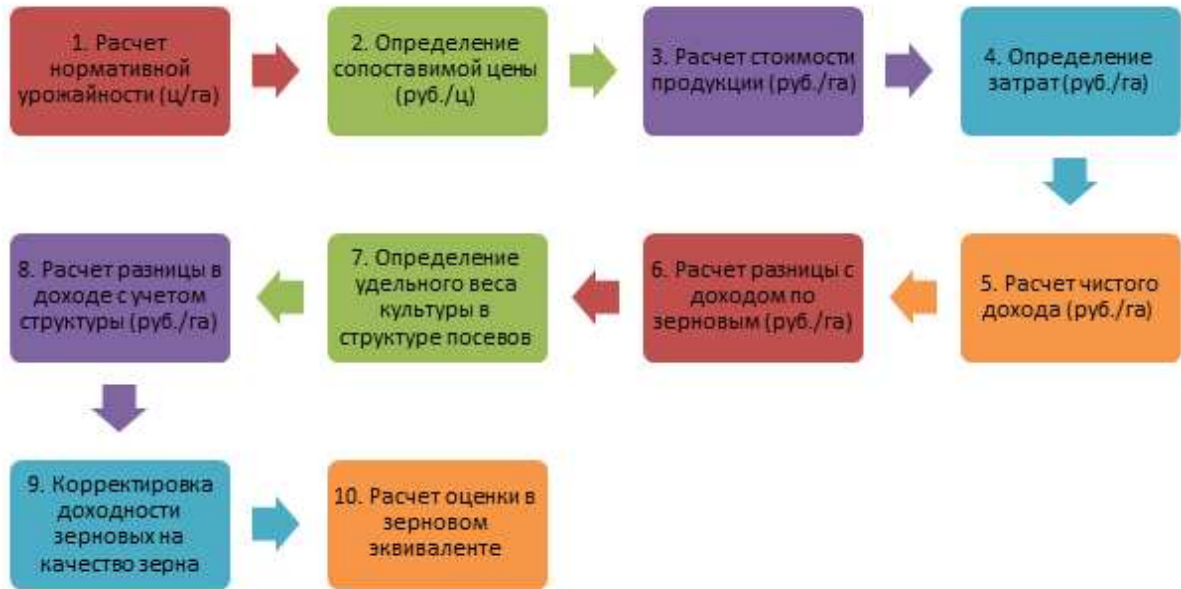 1. Расчет
нормативной
урожайности (ц/га)
2. Определение
сопоставимой цены
(руб./ц)
3. Расчет стоимости
продукции (руб./га)
4. Определение
затрат (руб./га)
5. Расчет чистого
дохода (руб./га)
6. Расчет разницы с
доходом по
зерновым (руб./га)
7. Определение
удельного веса
культуры в
структуре посевов
8. Расчет разницы в
доходе с учетом
структуры (руб./га)
9. Корректировка
доходности
зерновых на
качество зерна
10. Расчет оценки в
зерновом
эквиваленте